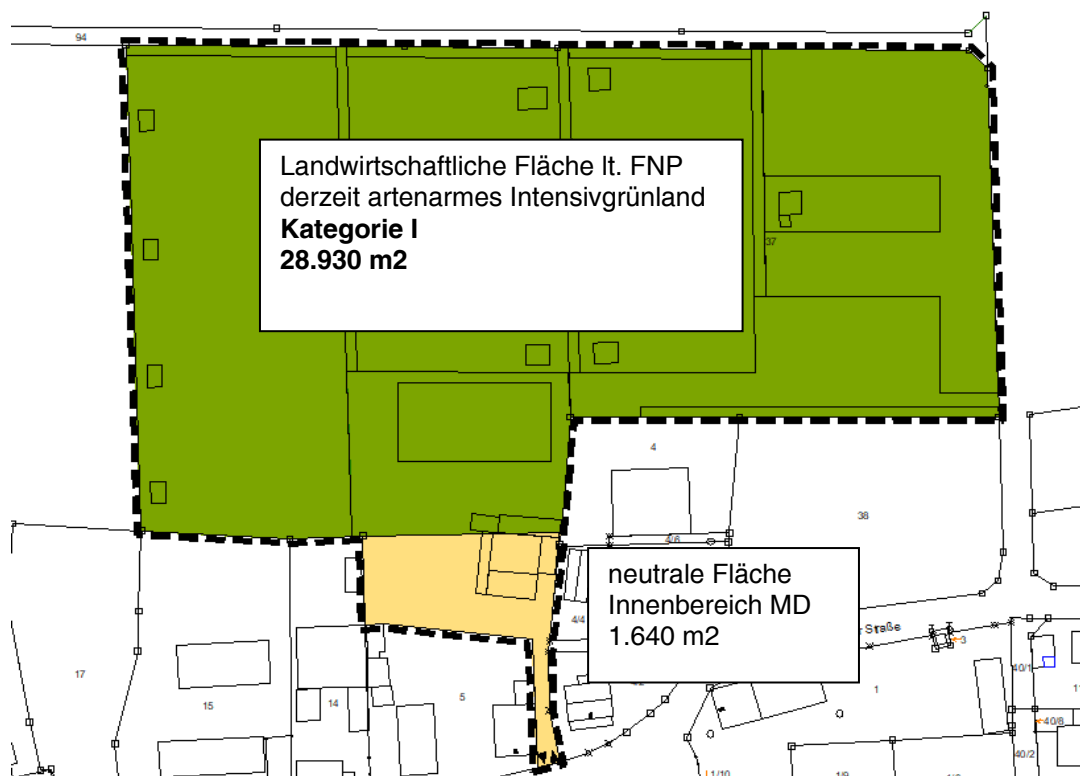 94
Landwirtschaftliche Fläche lt. FNP
derzeit artenarmes Intensivgrünland
Kategorie I
28.930 m2
37
4
38
4/6
neutrale Fläche
Innenbereich MD
1.640 m2
4/4
Straße
3
17
15
14
5
1
40/1
40/8
40/2
1/10
1/9